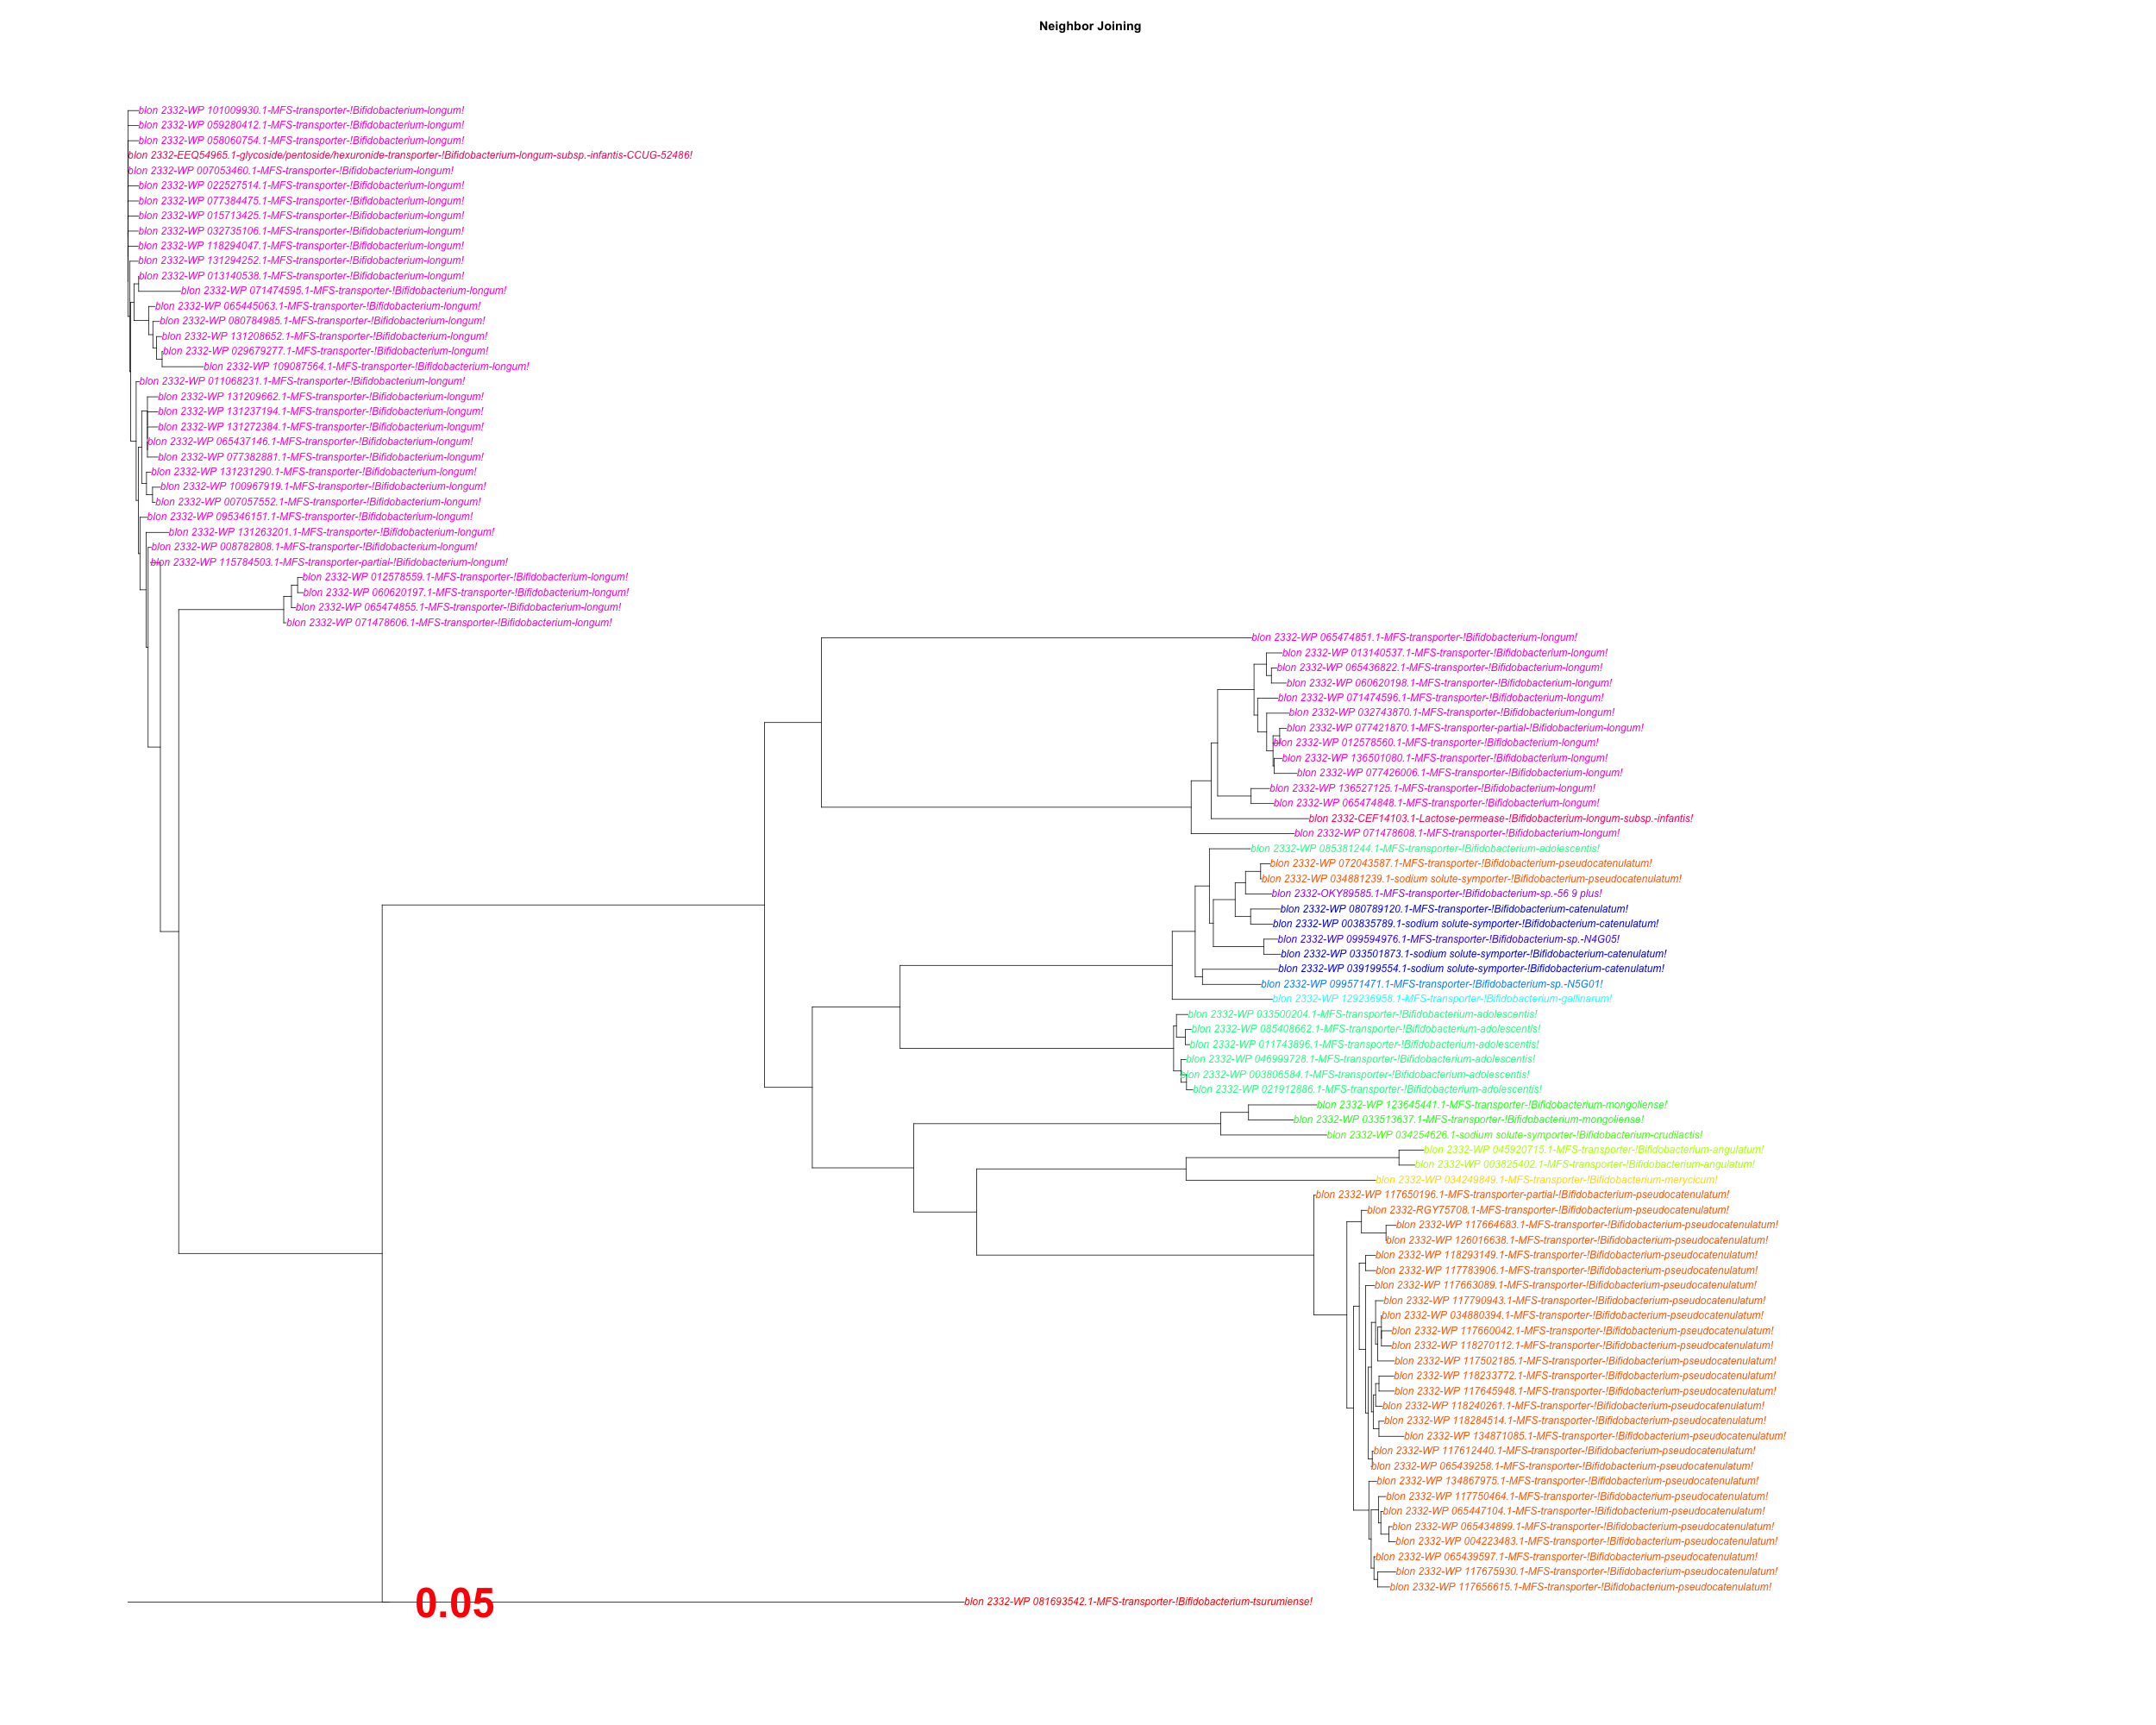 Neighbor Joining
blon 2332-WP 101009930.1-MFS-transporter-!Bifidobacterium-longum!
blon 2332-WP 059280412.1-MFS-transporter-!Bifidobacterium-longum!
blon 2332-WP 058060754.1-MFS-transporter-!Bifidobacterium-longum!
blon 2332-EEQ54965.1-glycoside/pentoside/hexuronide-transporter-!Bifidobacterium-longum-subsp.-infantis-CCUG-52486!
blon 2332-WP 007053460.1-MFS-transporter-!Bifidobacterium-longum!
blon 2332-WP 022527514.1-MFS-transporter-!Bifidobacterium-longum!
blon 2332-WP 077384475.1-MFS-transporter-!Bifidobacterium-longum!
blon 2332-WP 015713425.1-MFS-transporter-!Bifidobacterium-longum!
blon 2332-WP 032735106.1-MFS-transporter-!Bifidobacterium-longum!
blon 2332-WP 118294047.1-MFS-transporter-!Bifidobacterium-longum!
blon 2332-WP 131294252.1-MFS-transporter-!Bifidobacterium-longum!
blon 2332-WP 013140538.1-MFS-transporter-!Bifidobacterium-longum!
blon 2332-WP 071474595.1-MFS-transporter-!Bifidobacterium-longum!
blon 2332-WP 065445063.1-MFS-transporter-!Bifidobacterium-longum!
blon 2332-WP 080784985.1-MFS-transporter-!Bifidobacterium-longum!
blon 2332-WP 131208652.1-MFS-transporter-!Bifidobacterium-longum!
blon 2332-WP 029679277.1-MFS-transporter-!Bifidobacterium-longum!
blon 2332-WP 109087564.1-MFS-transporter-!Bifidobacterium-longum!
blon 2332-WP 011068231.1-MFS-transporter-!Bifidobacterium-longum!
blon 2332-WP 131209662.1-MFS-transporter-!Bifidobacterium-longum!
blon 2332-WP 131237194.1-MFS-transporter-!Bifidobacterium-longum!
blon 2332-WP 131272384.1-MFS-transporter-!Bifidobacterium-longum!
blon 2332-WP 065437146.1-MFS-transporter-!Bifidobacterium-longum!
blon 2332-WP 077382881.1-MFS-transporter-!Bifidobacterium-longum!
blon 2332-WP 131231290.1-MFS-transporter-!Bifidobacterium-longum!
blon 2332-WP 100967919.1-MFS-transporter-!Bifidobacterium-longum!
blon 2332-WP 007057552.1-MFS-transporter-!Bifidobacterium-longum!
blon 2332-WP 095346151.1-MFS-transporter-!Bifidobacterium-longum!
blon 2332-WP 131263201.1-MFS-transporter-!Bifidobacterium-longum!
blon 2332-WP 008782808.1-MFS-transporter-!Bifidobacterium-longum!
blon 2332-WP 115784503.1-MFS-transporter-partial-!Bifidobacterium-longum!
blon 2332-WP 012578559.1-MFS-transporter-!Bifidobacterium-longum!
blon 2332-WP 060620197.1-MFS-transporter-!Bifidobacterium-longum!
blon 2332-WP 065474855.1-MFS-transporter-!Bifidobacterium-longum!
blon 2332-WP 071478606.1-MFS-transporter-!Bifidobacterium-longum!
blon 2332-WP 065474851.1-MFS-transporter-!Bifidobacterium-longum!
blon 2332-WP 013140537.1-MFS-transporter-!Bifidobacterium-longum!
blon 2332-WP 065436822.1-MFS-transporter-!Bifidobacterium-longum!
blon 2332-WP 060620198.1-MFS-transporter-!Bifidobacterium-longum!
blon 2332-WP 071474596.1-MFS-transporter-!Bifidobacterium-longum!
blon 2332-WP 032743870.1-MFS-transporter-!Bifidobacterium-longum!
blon 2332-WP 077421870.1-MFS-transporter-partial-!Bifidobacterium-longum!
blon 2332-WP 012578560.1-MFS-transporter-!Bifidobacterium-longum!
blon 2332-WP 136501080.1-MFS-transporter-!Bifidobacterium-longum!
blon 2332-WP 077426006.1-MFS-transporter-!Bifidobacterium-longum!
blon 2332-WP 136527125.1-MFS-transporter-!Bifidobacterium-longum!
blon 2332-WP 065474848.1-MFS-transporter-!Bifidobacterium-longum!
blon 2332-CEF14103.1-Lactose-permease-!Bifidobacterium-longum-subsp.-infantis!
blon 2332-WP 071478608.1-MFS-transporter-!Bifidobacterium-longum!
blon 2332-WP 085381244.1-MFS-transporter-!Bifidobacterium-adolescentis!
blon 2332-WP 072043587.1-MFS-transporter-!Bifidobacterium-pseudocatenulatum!
blon 2332-WP 034881239.1-sodium solute-symporter-!Bifidobacterium-pseudocatenulatum!
blon 2332-OKY89585.1-MFS-transporter-!Bifidobacterium-sp.-56 9 plus!
blon 2332-WP 080789120.1-MFS-transporter-!Bifidobacterium-catenulatum!
blon 2332-WP 003835789.1-sodium solute-symporter-!Bifidobacterium-catenulatum!
blon 2332-WP 099594976.1-MFS-transporter-!Bifidobacterium-sp.-N4G05!
blon 2332-WP 033501873.1-sodium solute-symporter-!Bifidobacterium-catenulatum!
blon 2332-WP 039199554.1-sodium solute-symporter-!Bifidobacterium-catenulatum!
blon 2332-WP 099571471.1-MFS-transporter-!Bifidobacterium-sp.-N5G01!
blon 2332-WP 129236968.1-MFS-transporter-!Bifidobacterium-gallinarum!
blon 2332-WP 033500204.1-MFS-transporter-!Bifidobacterium-adolescentis!
blon 2332-WP 085408662.1-MFS-transporter-!Bifidobacterium-adolescentis!
blon 2332-WP 011743896.1-MFS-transporter-!Bifidobacterium-adolescentis!
blon 2332-WP 046999728.1-MFS-transporter-!Bifidobacterium-adolescentis!
blon 2332-WP 003806584.1-MFS-transporter-!Bifidobacterium-adolescentis!
blon 2332-WP 021912886.1-MFS-transporter-!Bifidobacterium-adolescentis!
blon 2332-WP 123645441.1-MFS-transporter-!Bifidobacterium-mongoliense!
blon 2332-WP 033513637.1-MFS-transporter-!Bifidobacterium-mongoliense!
blon 2332-WP 034254626.1-sodium solute-symporter-!Bifidobacterium-crudilactis!
blon 2332-WP 045920715.1-MFS-transporter-!Bifidobacterium-angulatum!
blon 2332-WP 003825402.1-MFS-transporter-!Bifidobacterium-angulatum!
blon 2332-WP 034249849.1-MFS-transporter-!Bifidobacterium-merycicum!
blon 2332-WP 117650196.1-MFS-transporter-partial-!Bifidobacterium-pseudocatenulatum!
blon 2332-RGY75708.1-MFS-transporter-!Bifidobacterium-pseudocatenulatum!
blon 2332-WP 117664683.1-MFS-transporter-!Bifidobacterium-pseudocatenulatum!
blon 2332-WP 126016638.1-MFS-transporter-!Bifidobacterium-pseudocatenulatum!
blon 2332-WP 118293149.1-MFS-transporter-!Bifidobacterium-pseudocatenulatum!
blon 2332-WP 117783906.1-MFS-transporter-!Bifidobacterium-pseudocatenulatum!
blon 2332-WP 117663089.1-MFS-transporter-!Bifidobacterium-pseudocatenulatum!
blon 2332-WP 117790943.1-MFS-transporter-!Bifidobacterium-pseudocatenulatum!
blon 2332-WP 034880394.1-MFS-transporter-!Bifidobacterium-pseudocatenulatum!
blon 2332-WP 117660042.1-MFS-transporter-!Bifidobacterium-pseudocatenulatum!
blon 2332-WP 118270112.1-MFS-transporter-!Bifidobacterium-pseudocatenulatum!
blon 2332-WP 117502185.1-MFS-transporter-!Bifidobacterium-pseudocatenulatum!
blon 2332-WP 118233772.1-MFS-transporter-!Bifidobacterium-pseudocatenulatum!
blon 2332-WP 117645948.1-MFS-transporter-!Bifidobacterium-pseudocatenulatum!
blon 2332-WP 118240261.1-MFS-transporter-!Bifidobacterium-pseudocatenulatum!
blon 2332-WP 118284514.1-MFS-transporter-!Bifidobacterium-pseudocatenulatum!
blon 2332-WP 134871085.1-MFS-transporter-!Bifidobacterium-pseudocatenulatum!
blon 2332-WP 117612440.1-MFS-transporter-!Bifidobacterium-pseudocatenulatum!
blon 2332-WP 065439258.1-MFS-transporter-!Bifidobacterium-pseudocatenulatum!
blon 2332-WP 134867975.1-MFS-transporter-!Bifidobacterium-pseudocatenulatum!
blon 2332-WP 117750464.1-MFS-transporter-!Bifidobacterium-pseudocatenulatum!
blon 2332-WP 065447104.1-MFS-transporter-!Bifidobacterium-pseudocatenulatum!
blon 2332-WP 065434899.1-MFS-transporter-!Bifidobacterium-pseudocatenulatum!
blon 2332-WP 004223483.1-MFS-transporter-!Bifidobacterium-pseudocatenulatum!
blon 2332-WP 065439597.1-MFS-transporter-!Bifidobacterium-pseudocatenulatum!
blon 2332-WP 117675930.1-MFS-transporter-!Bifidobacterium-pseudocatenulatum!
blon 2332-WP 117656615.1-MFS-transporter-!Bifidobacterium-pseudocatenulatum!
0.05
blon 2332-WP 081693542.1-MFS-transporter-!Bifidobacterium-tsurumiense!